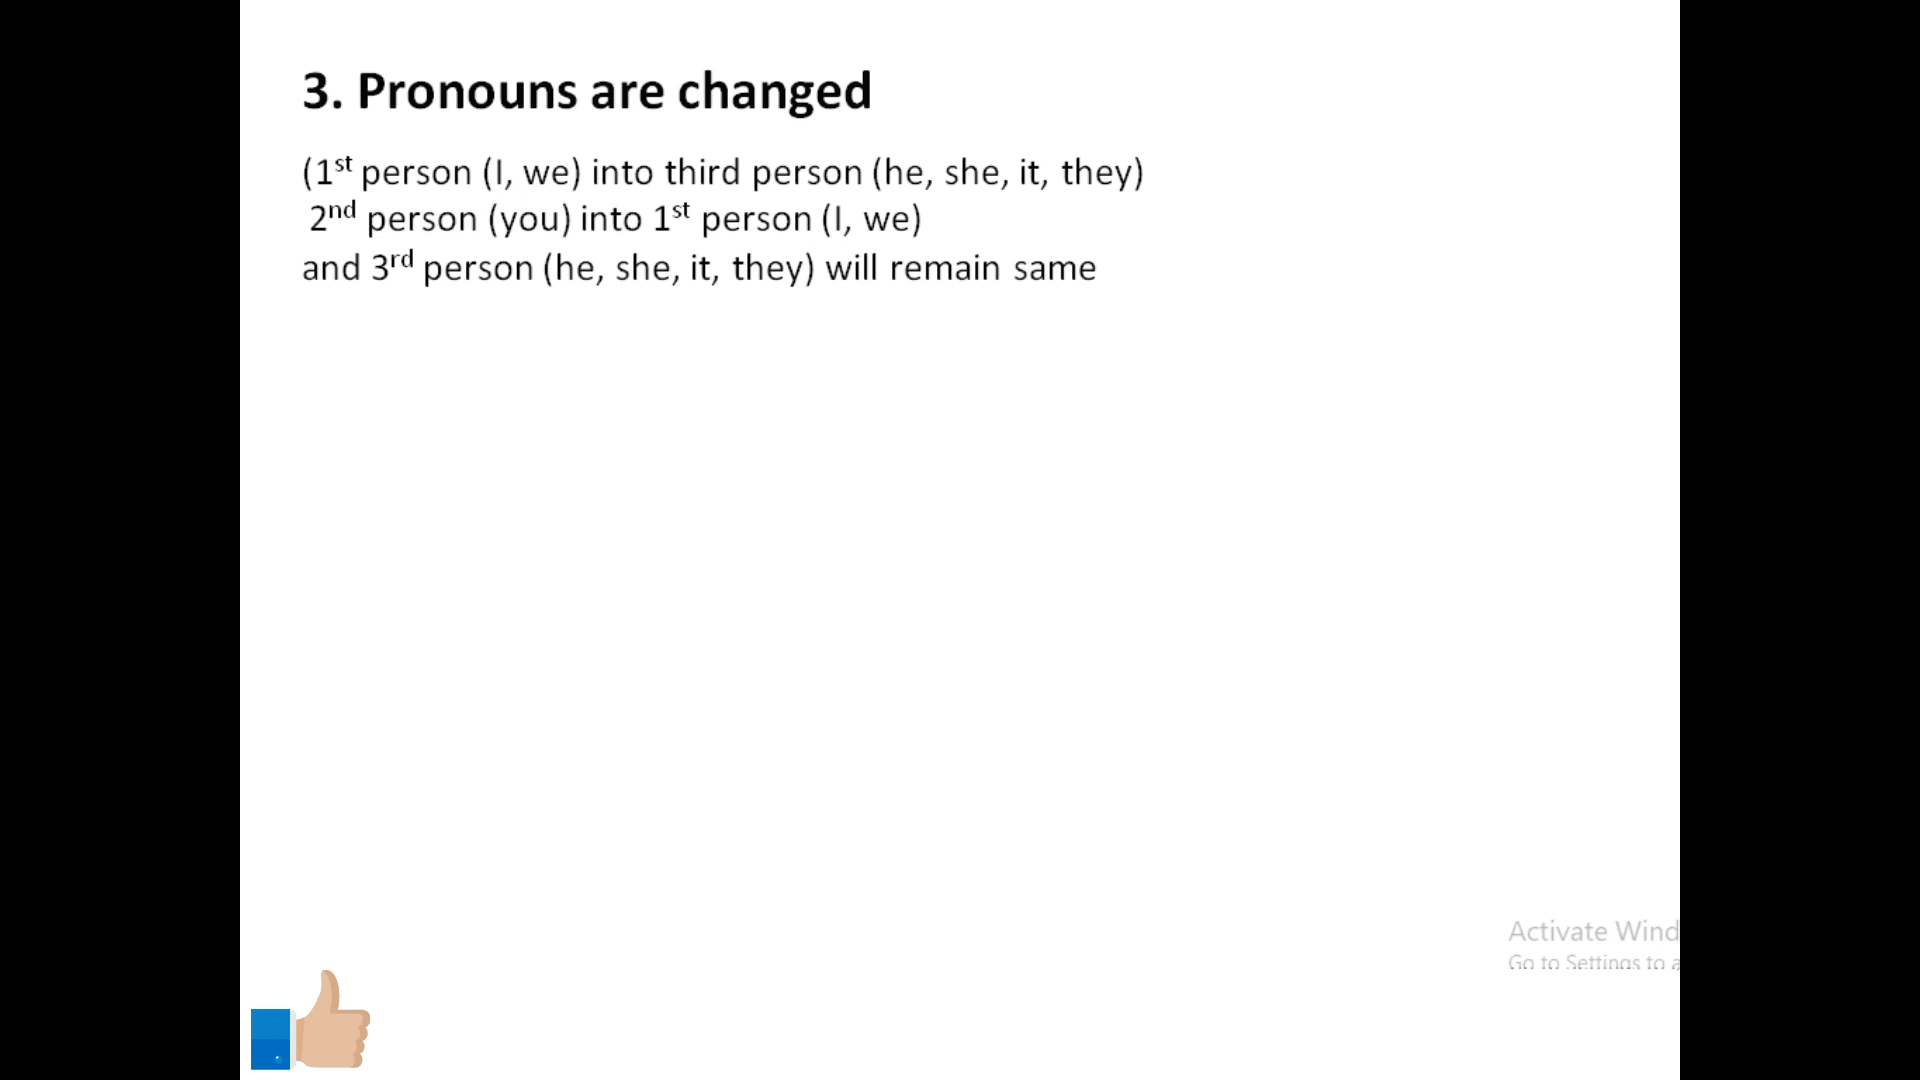 3. Pronouns are changed
(1st person (I, we) into third person (he, she, it, they)
2nd person (you) into 1st person (I, we)
and 3rd person (he, she, it, they) will remain same
Activate Wind
Go to Settings to a